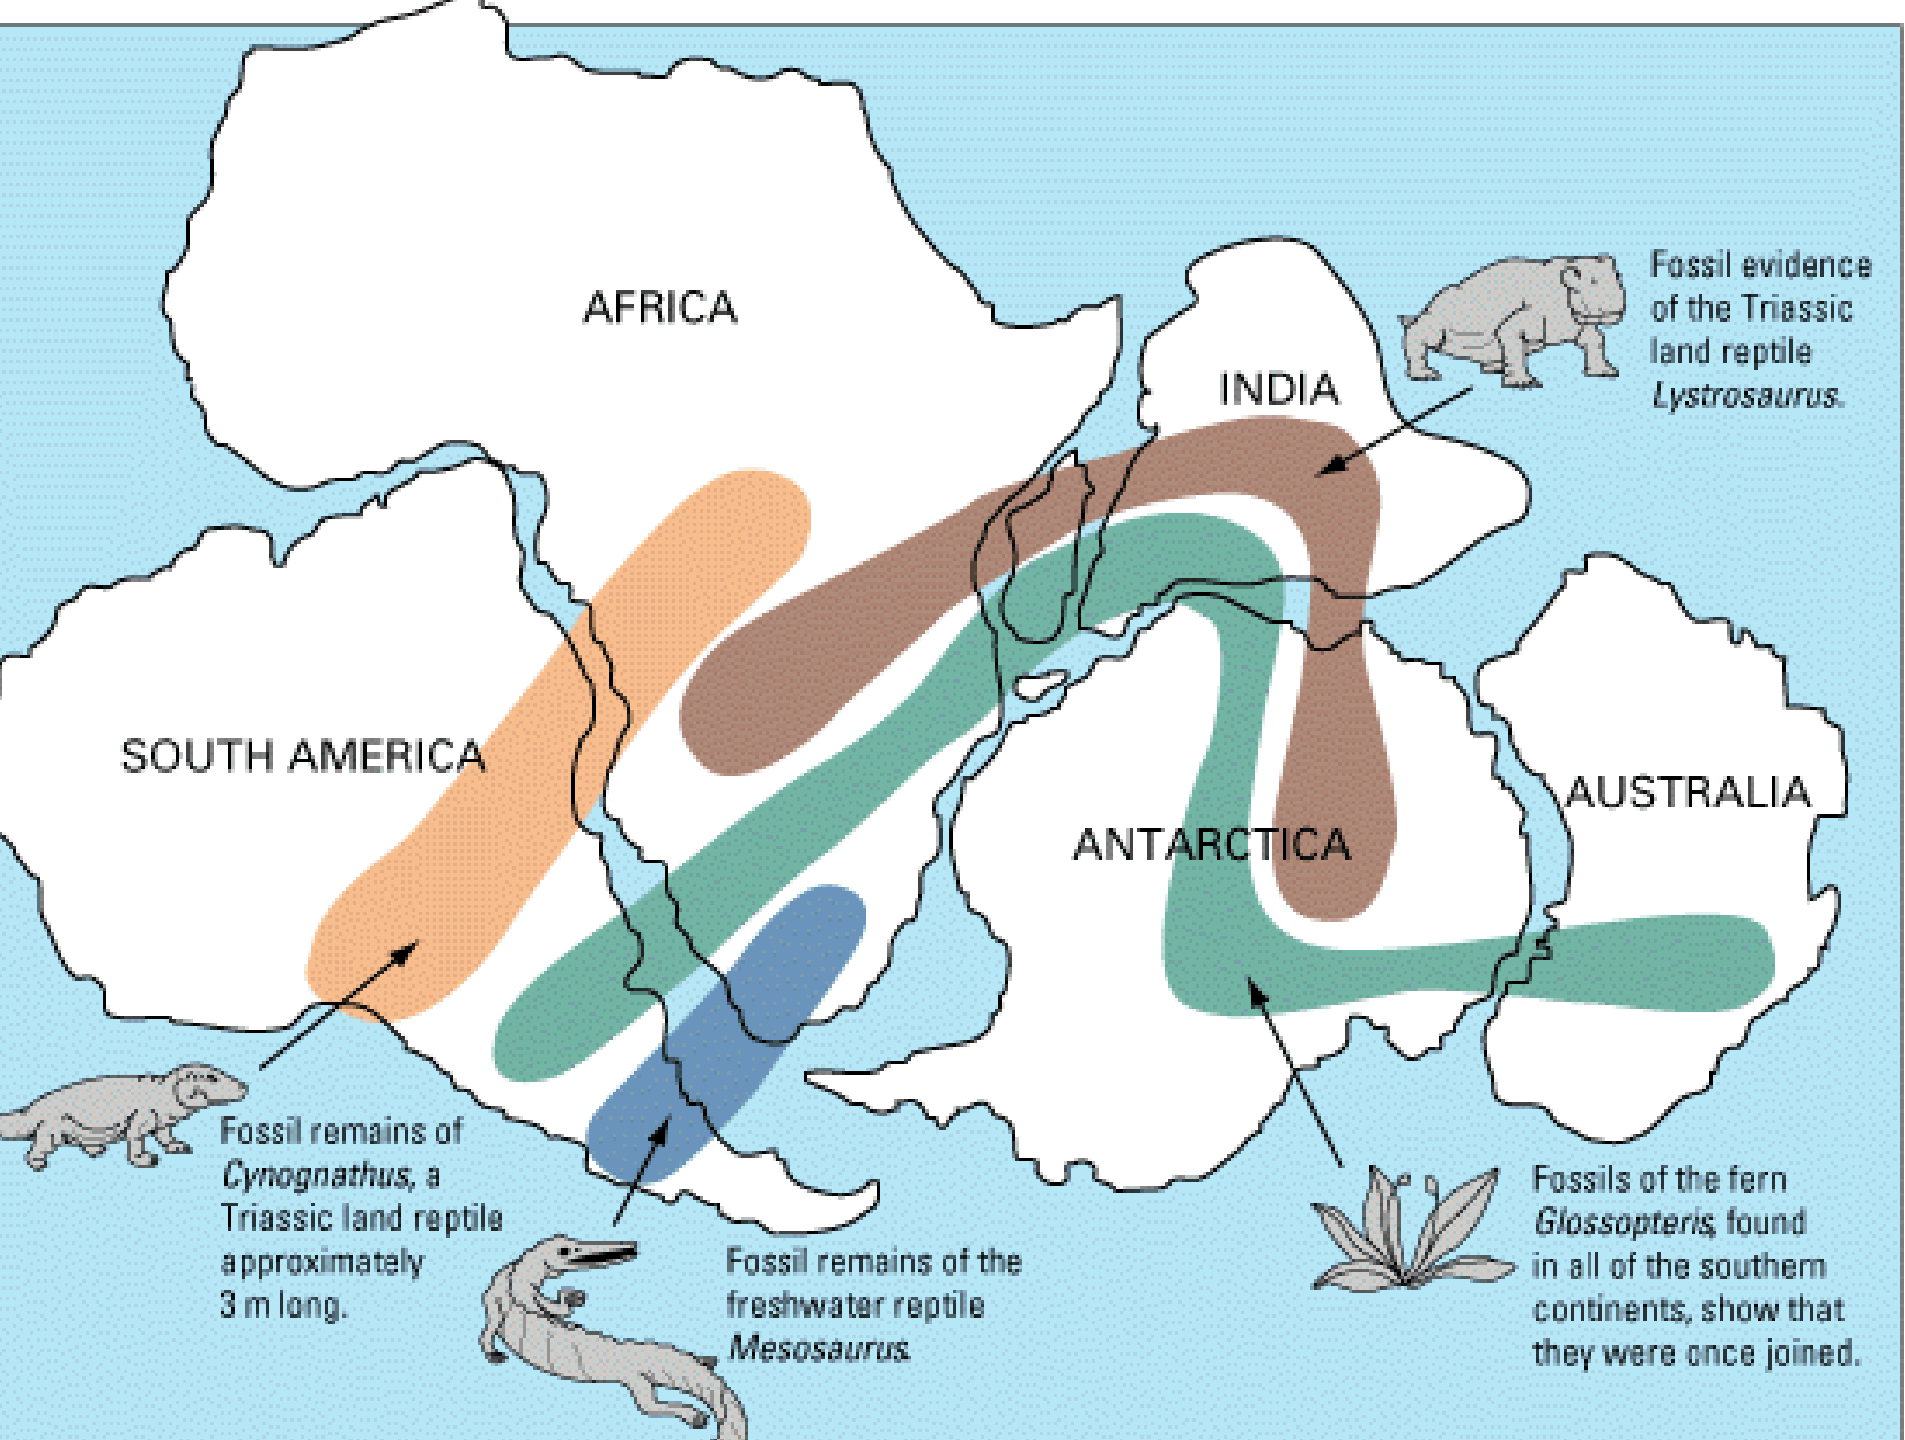 AFRICA
INDIA
Fossil evidence
of the Triassic
land reptile
Lystrosaurus.
SOUTH AMERICA
AUSTRALIA
ANTARCTICA
Fossil remains of
Cynognathus, a
Triassic land reptile
approximately
3 m long.
Fossil remains of the
freshwater reptile
Mesosaurus.
Fossils of the fern
Glossopteris, found
in all of the southern
continents, show that
they were once joined.